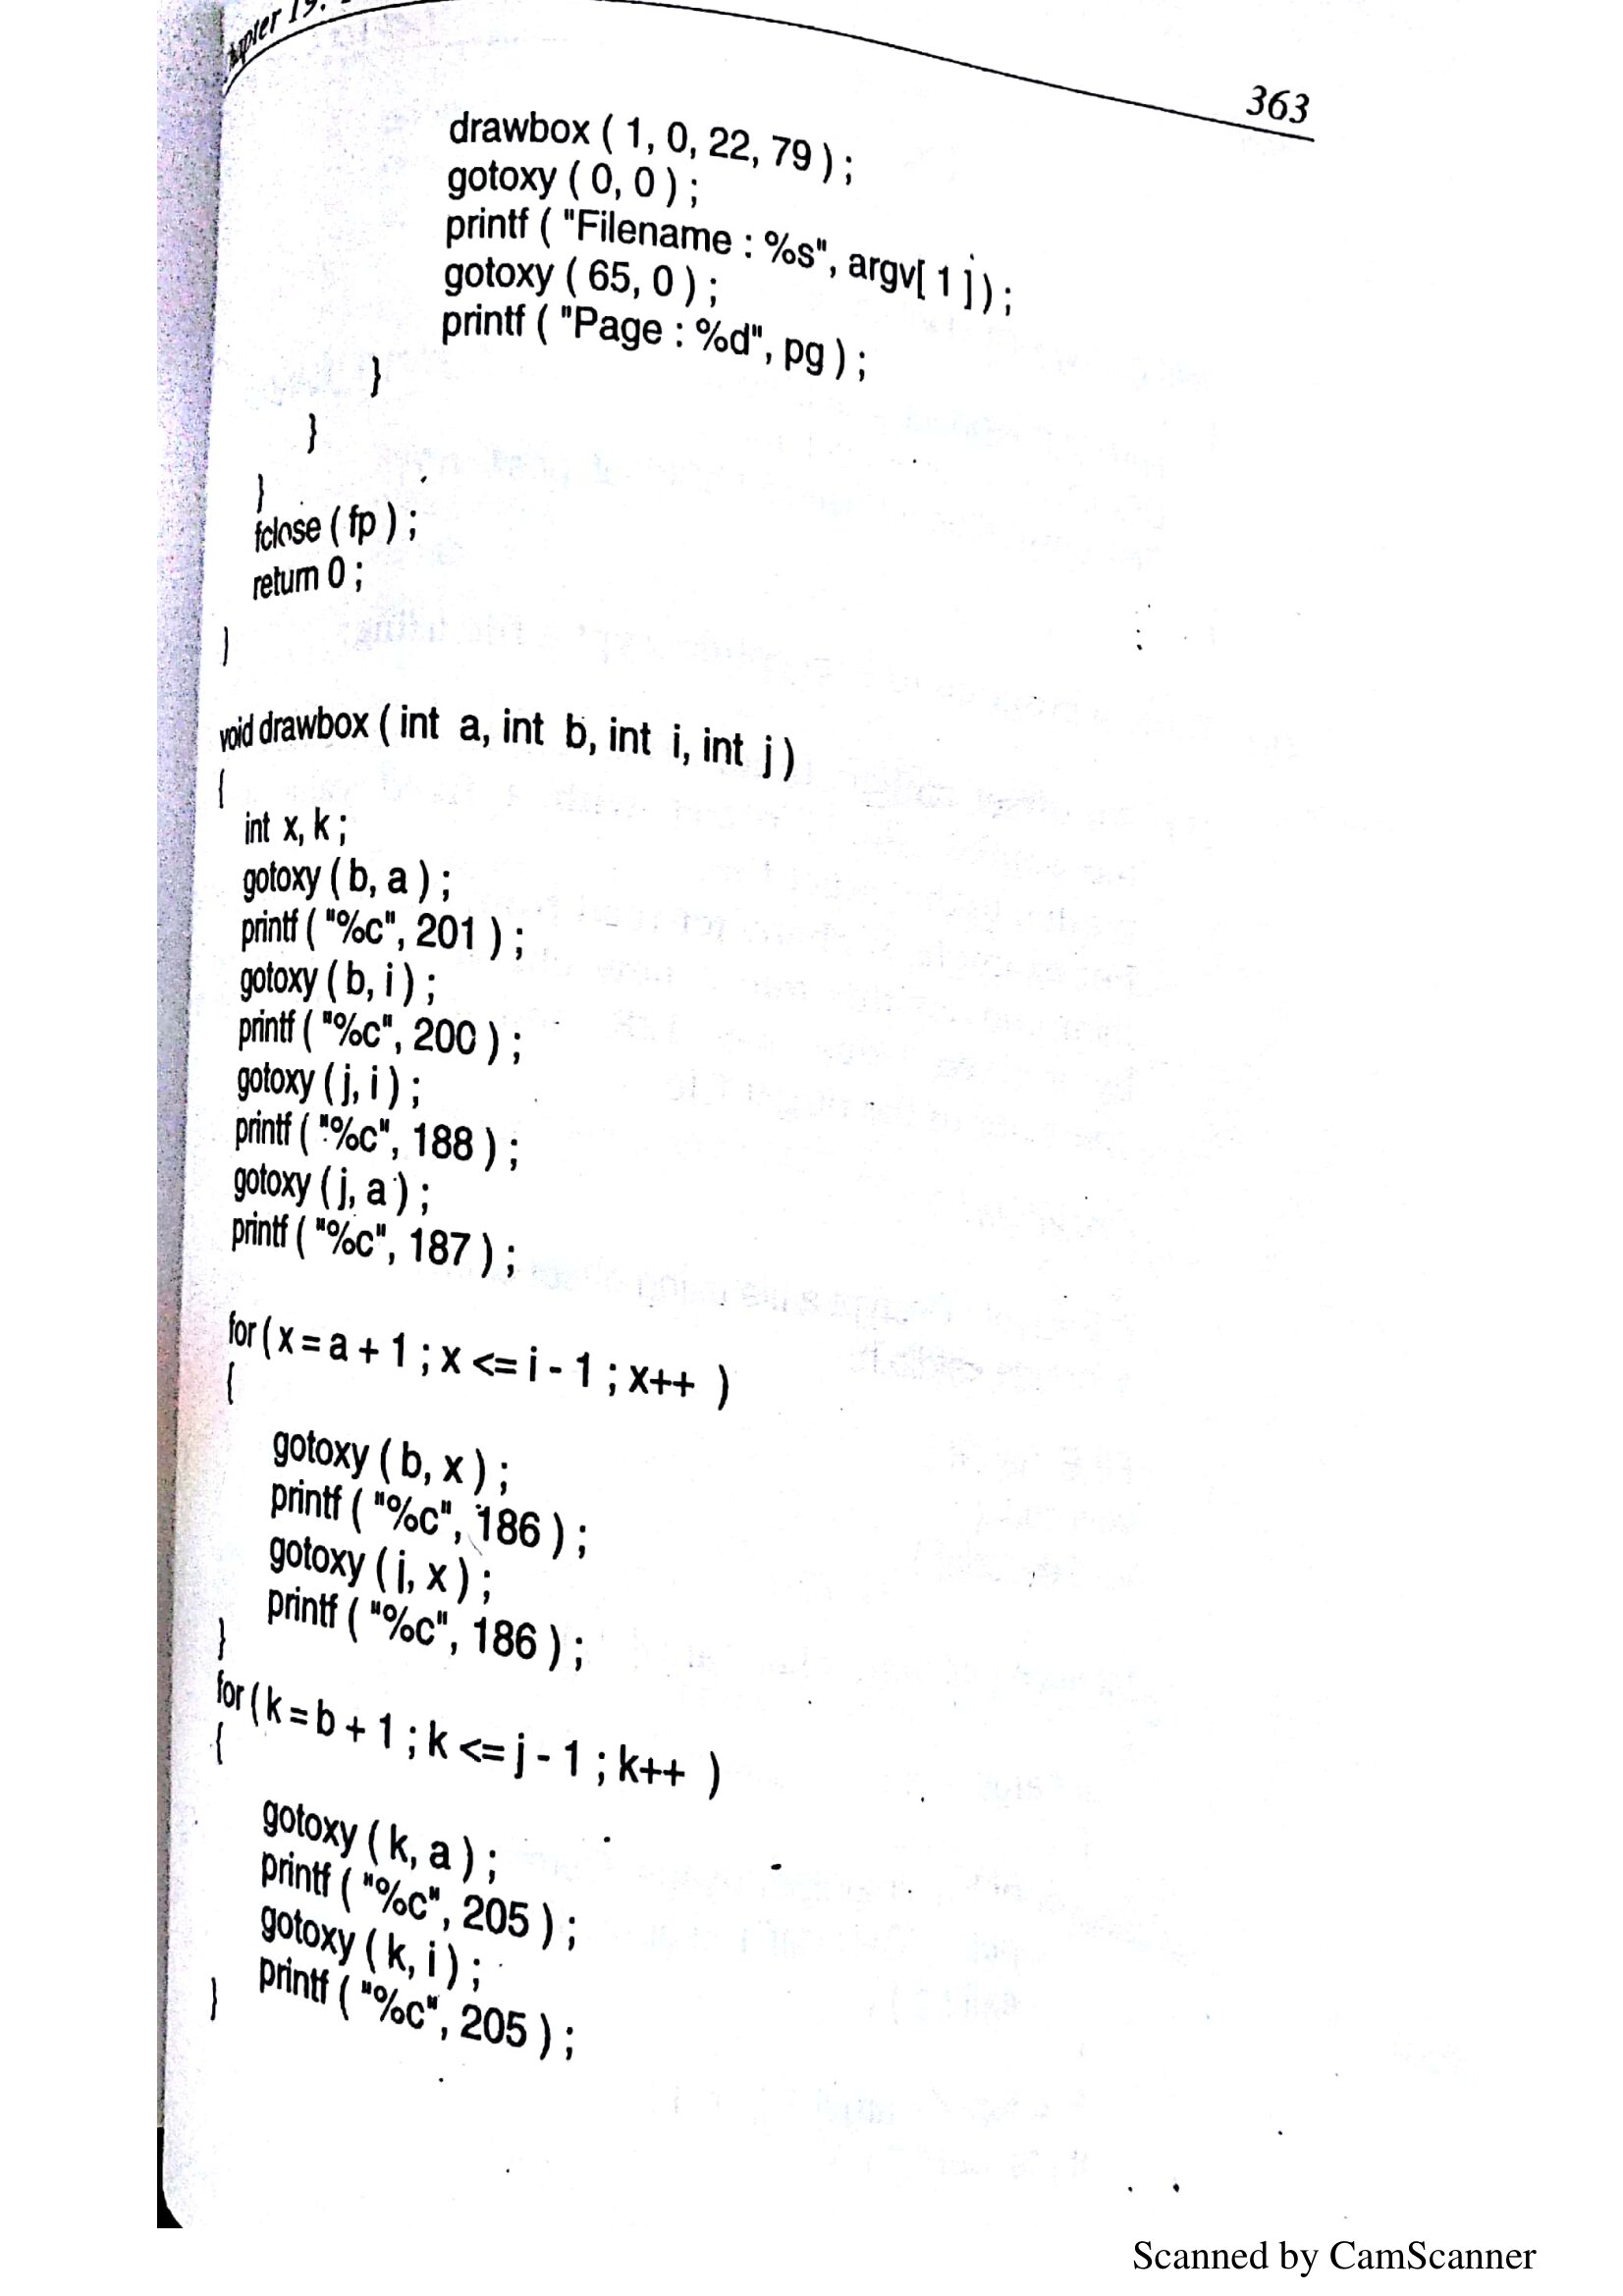 apter 19:
363
drawbox ( 1, 0, 22, 79 ) ;
gotoxy ( 0, 0 ) ;
printf ( "Filename : %s", argv[ 1 ] ) ;
gotoxy ( 65, 0 ) ;
printf ( "Page : %d", pg ) ;
}
}
}
fclose ( fp ) ;
return 0 ;
}
void drawbox ( int a, int b, int i, int j )
{
int x, k ;
gotoxy ( b, a ) ;
printf ( "%c", 201 ) ;
gotoxy ( b, i ) ;
printf ( "%c", 200 ) ;
gotoxy ( j, i ) ;
printf ( "%c", 188 ) ;
gotoxy ( j, a ) ;
printf ( "%c", 187 ) ;
for ( x = a + 1 ; x <= i - 1 ; x++ )
{
gotoxy ( b, x ) ;
printf ( "%c", 186 ) ;
gotoxy ( j, x ) ;
printf ( "%c", 186 ) ;
}
for ( k = b + 1 ; k <= j - 1 ; k++ )
{
gotoxy ( k, a ) ;
printf ( "%c", 205 ) ;
gotoxy ( k, i ) ;
printf ( "%c", 205 ) ;
}
Scanned by CamScanner